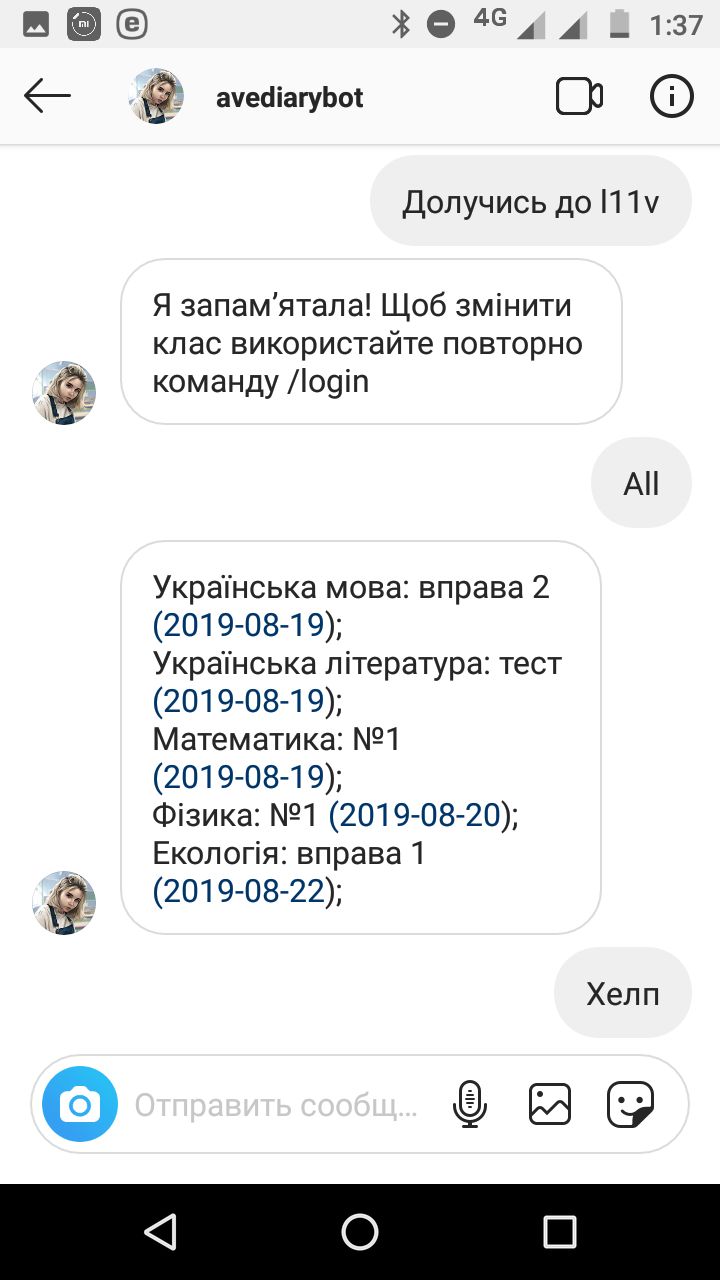 4G 1:37
avediarybot
Долучись до l11v
Я запам’ятала! Щоб змінити
клас використайте повторно
команду /login
All
Українська мова: вправа 2
(2019-08-19);
Українська література: тест
(2019-08-19);
Математика: №1
(2019-08-19);
Фізика: №1 (2019-08-20);
Екологія: вправа 1
(2019-08-22);
Хелп
Отправить сообщ...